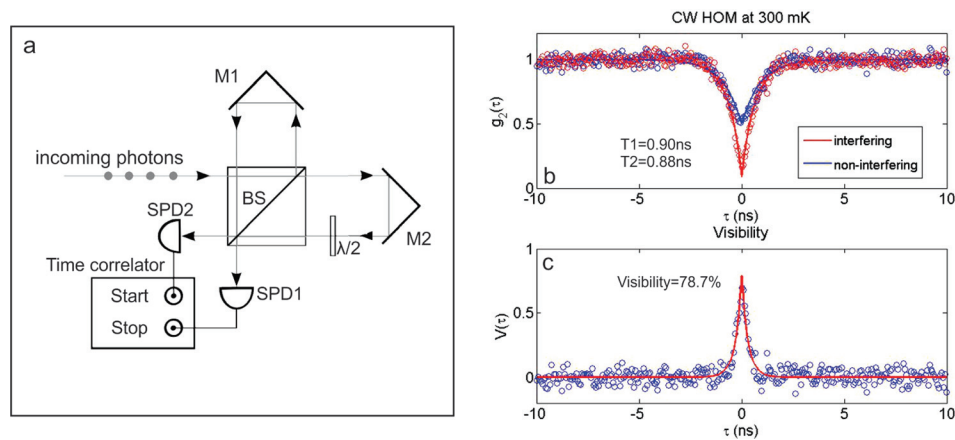 a
M1
incoming photons
BS
SPD2
λ/2
M2
Time correlator
Start
SPD1
Stop
CW HOM at 300 mK
1
0.5
0
g₂(τ)
T1=0.90ns
T2=0.88ns
interfering
non-interfering
b
-10 -5 0 5 10
τ (ns)
Visibility
c
Visibility=78.7%
1
0.5
0
V(τ)
-10 -5 0 5 10
τ (ns)